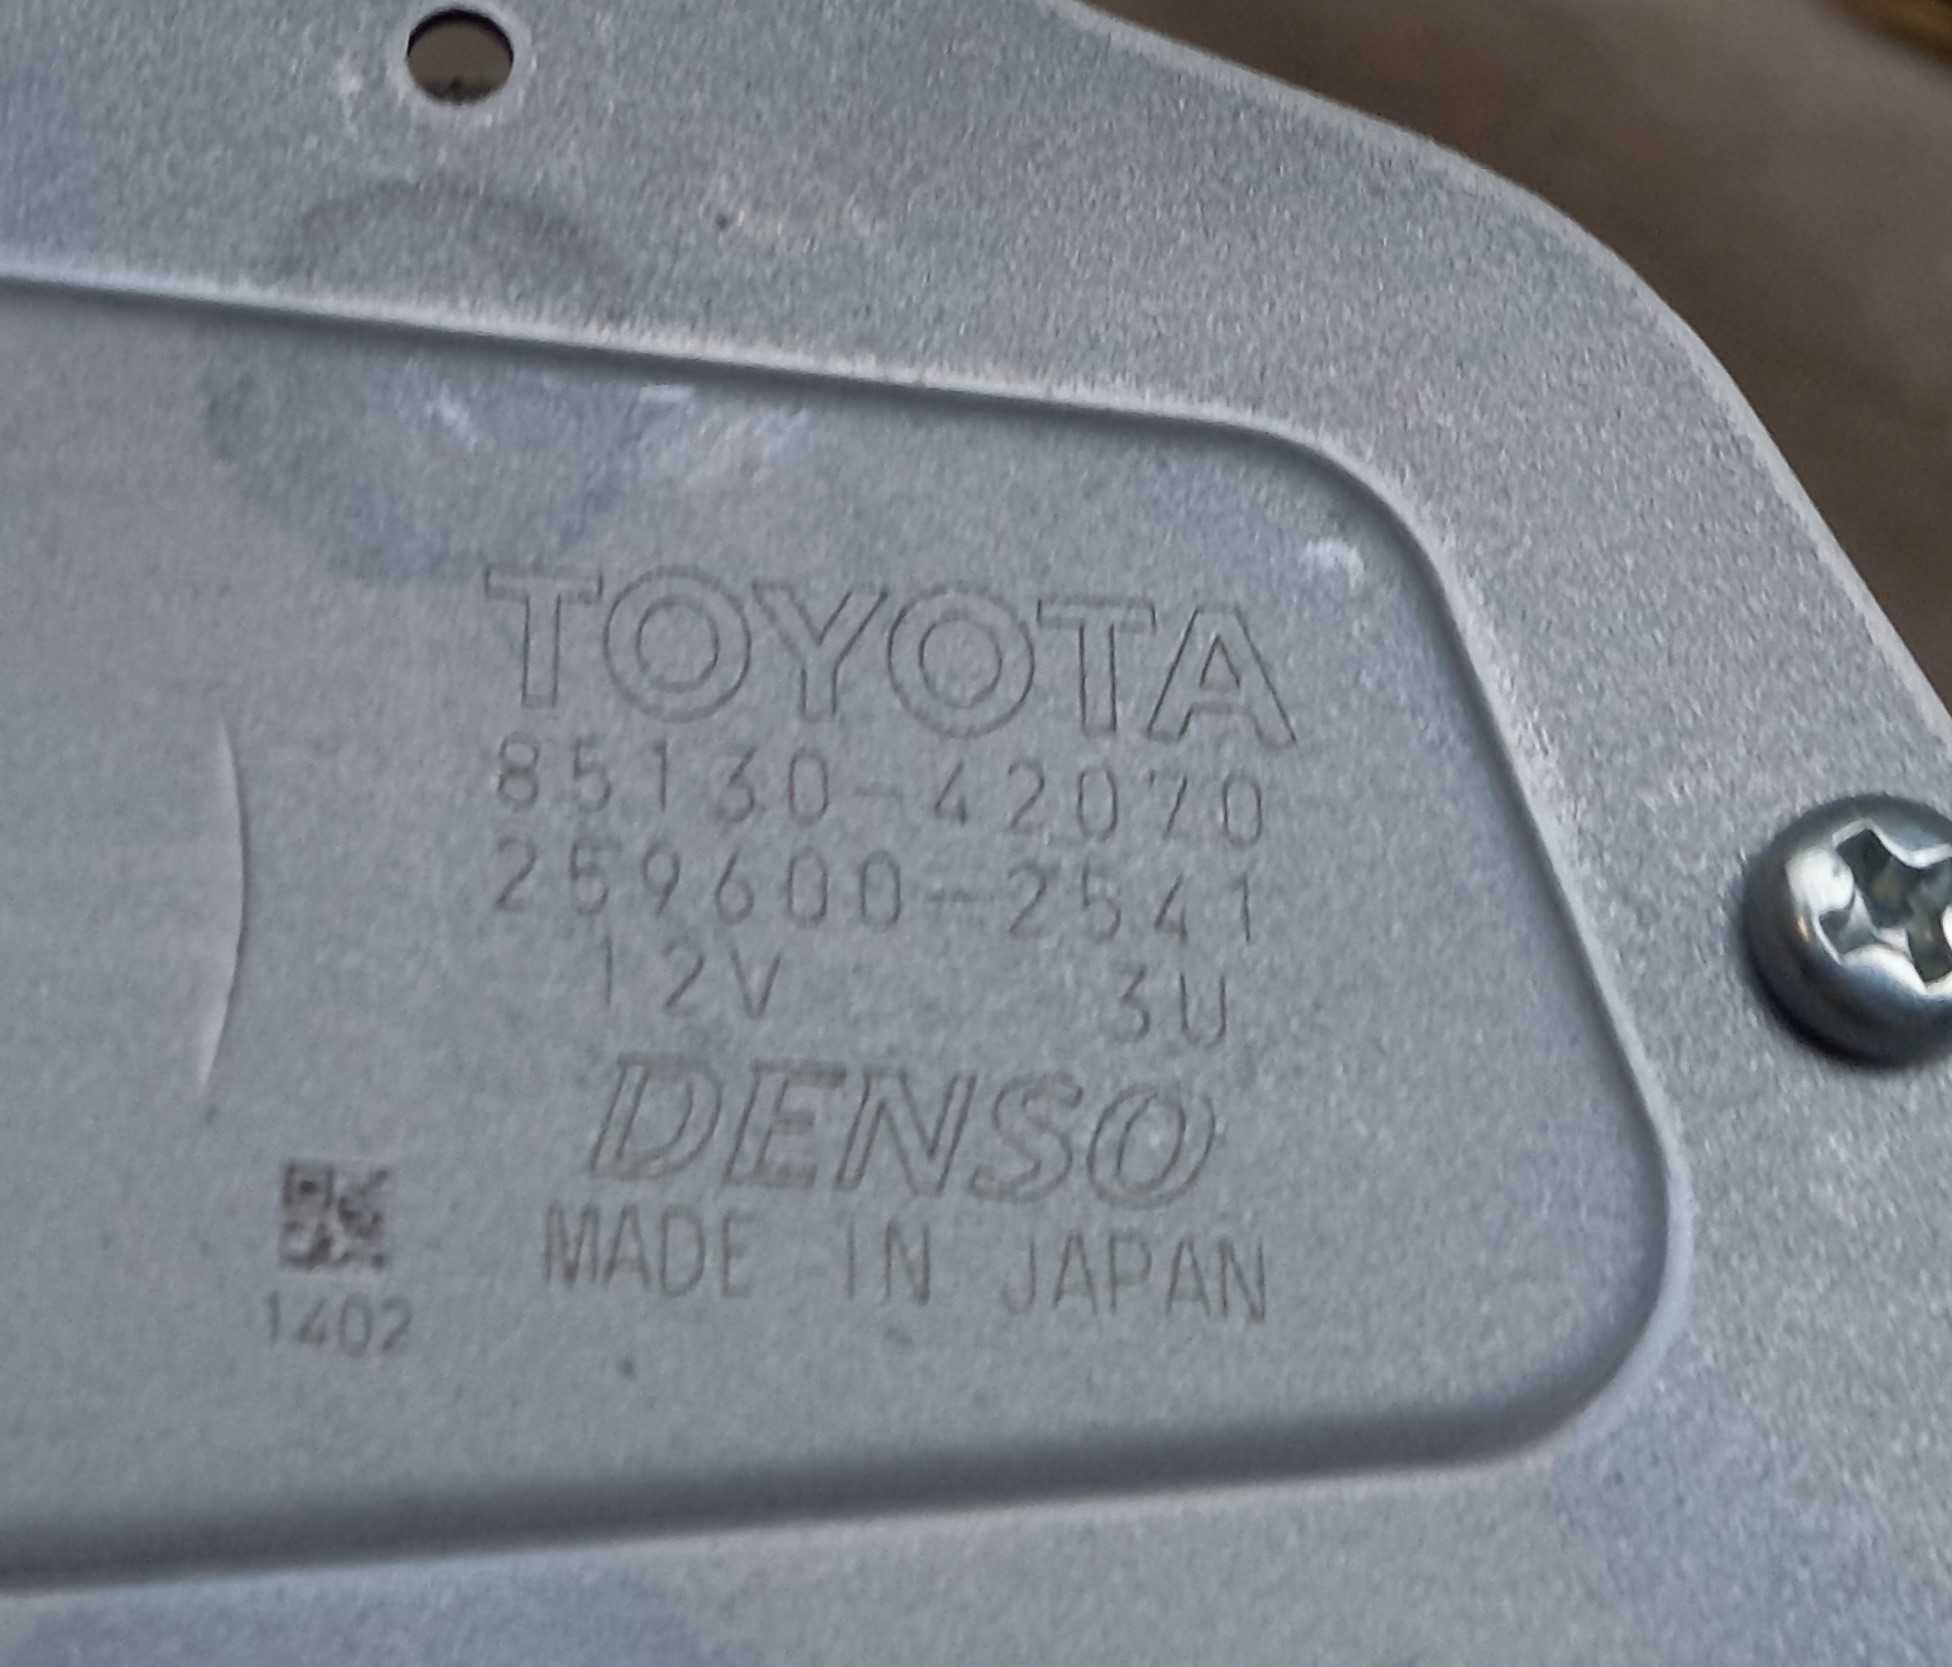 TOYOTA
85130-42070
259600-2541
12V 3U
DENSO
MADE IN JAPAN
1402